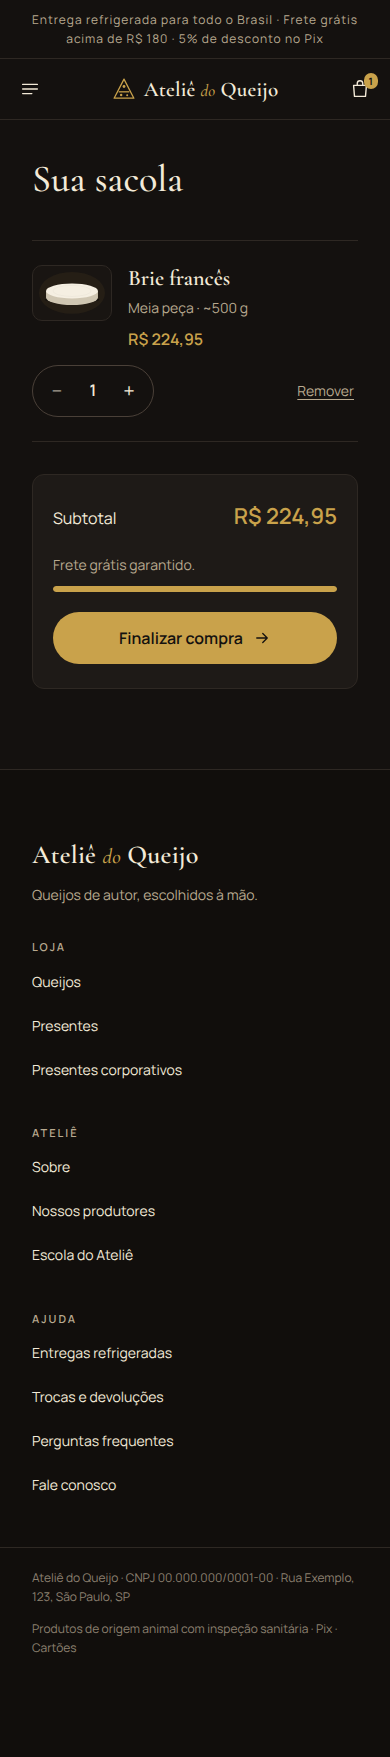 Entrega refrigerada para todo o Brasil · Frete grátis
acima de R$ 180 · 5% de desconto no Pix
Ateliê do Queijo
1
Sua sacola
Brie francês
Meia peça · ~500 g
R$ 224,95
− 1 +
Remover
Subtotal R$ 224,95
Frete grátis garantido.
Finalizar compra →
Ateliê do Queijo
Queijos de autor, escolhidos à mão.
LOJA
Queijos
Presentes
Presentes corporativos
ATELIÊ
Sobre
Nossos produtores
Escola do Ateliê
AJUDA
Entregas refrigeradas
Trocas e devoluções
Perguntas frequentes
Fale conosco
Ateliê do Queijo · CNPJ 00.000.000/0001-00 · Rua Exemplo,
123, São Paulo, SP
Produtos de origem animal com inspeção sanitária · Pix ·
Cartões